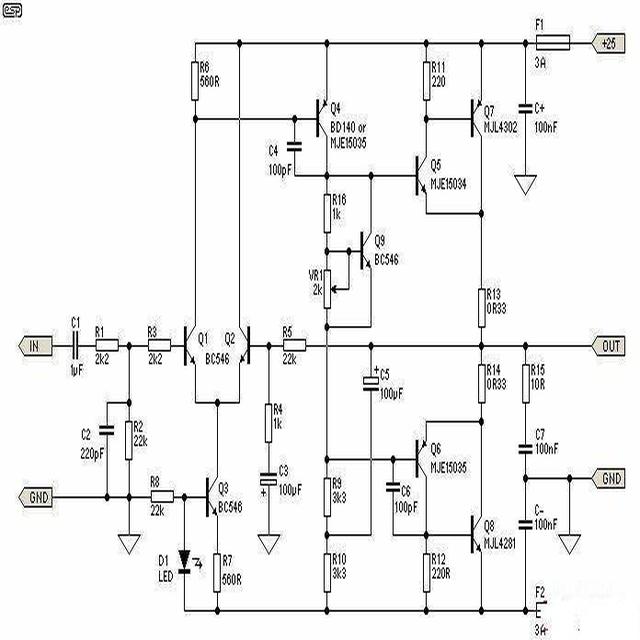 esp
F1
+25
3A
R6
560R
R11
220
Q4
BD140 or
MJE15035
Q7
MJL4302
C+
100nF
C4
100pF
Q5
MJE15034
R16
1k
Q9
BC546
VR1
2k
R13
0R33
IN
C1
1µF
R1
2k2
R3
2k2
Q1
Q2
BC546
R5
22k
OUT
C5
100µF
R14
0R33
R15
10R
C2
220pF
R2
22k
R4
1k
C3
100µF
Q6
MJE15035
C7
100nF
GND
R8
22k
Q3
BC546
R9
3k3
C6
100pF
GND
Q8
MJL4281
C-
100nF
D1
LED
R7
560R
R10
3k3
R12
220R
F2
3A